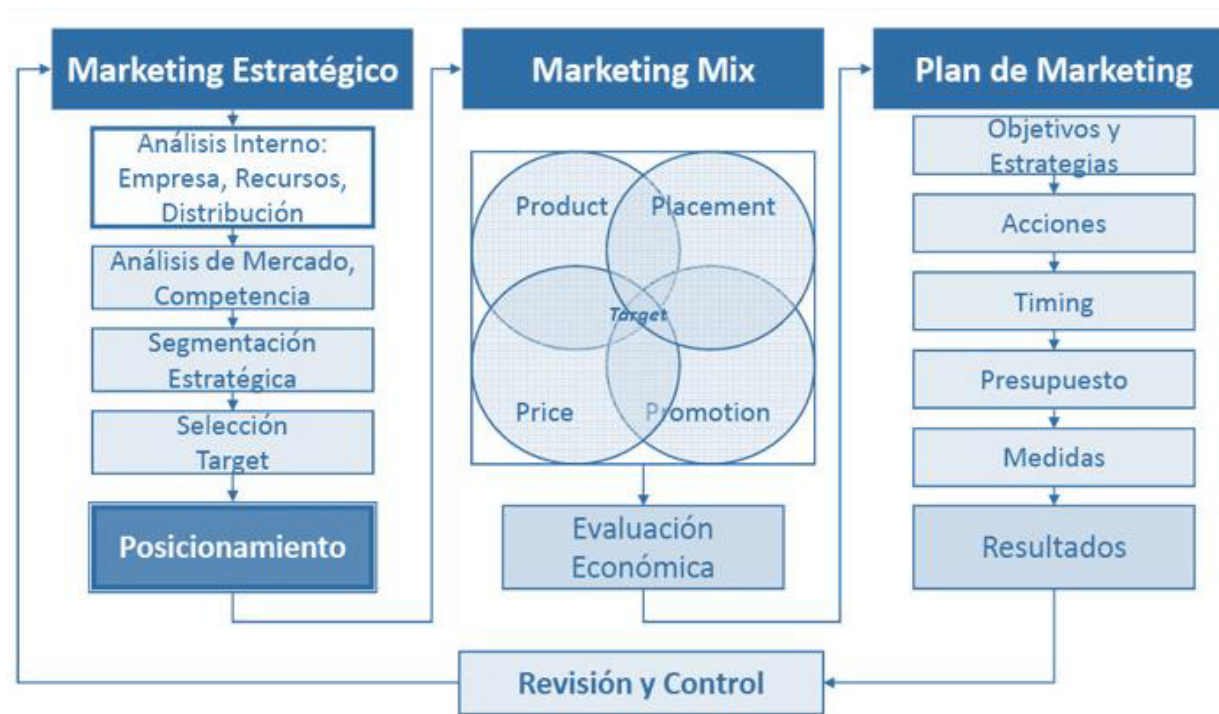 Marketing Estratégico
Análisis Interno:
Empresa, Recursos,
Distribución
Análisis de Mercado,
Competencia
Segmentación
Estratégica
Selección
Target
Posicionamiento
Marketing Mix
Product
Placement
Target
Price
Promotion
Evaluación
Económica
Plan de Marketing
Objetivos y
Estrategias
Acciones
Timing
Presupuesto
Medidas
Resultados
Revisión y Control